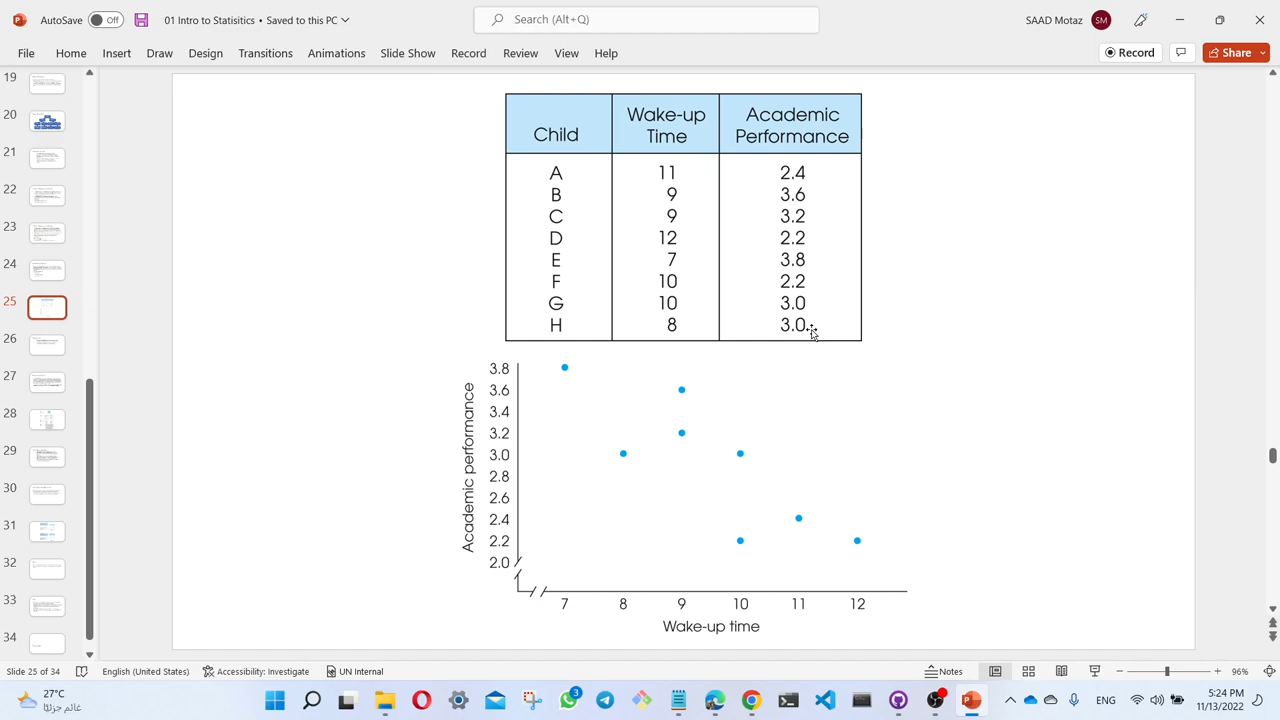 AutoSave Off 01 Intro to Statisitics • Saved to this PC Search (Alt+Q) SAAD Motaz SM
File Home Insert Draw Design Transitions Animations Slide Show Record Review View Help Record Share
19
20
21
22
23
24
25
26
27
28
29
30
31
32
33
34
Child Wake-up Time Academic Performance
A 11 2.4
B 9 3.6
C 9 3.2
D 12 2.2
E 7 3.8
F 10 2.2
G 10 3.0
H 8 3.0
Academic performance
3.8
3.6
3.4
3.2
3.0
2.8
2.6
2.4
2.2
2.0
7 8 9 10 11 12
Wake-up time
Slide 25 of 34 English (United States) Accessibility: Investigate UN Internal Notes 96%
27°C
غائم جزئيًا
3
ENG
5:24 PM
11/13/2022